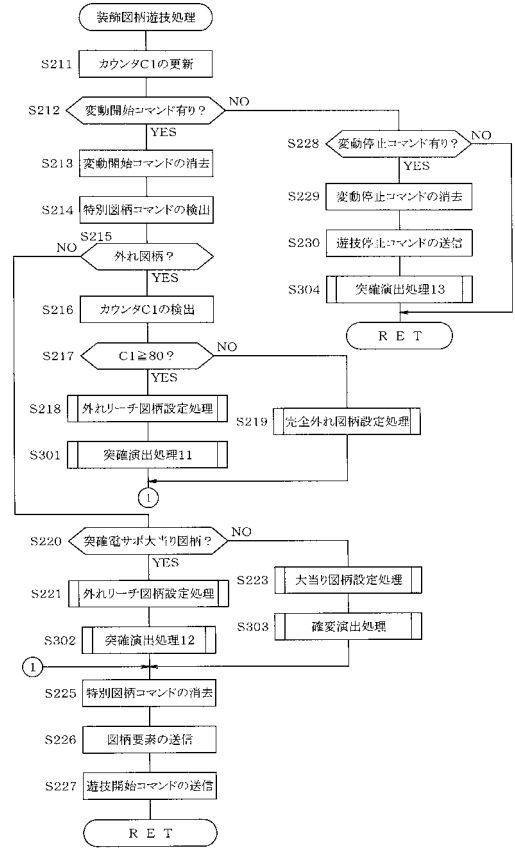 装飾図柄遊技処理
S211 カウンタC1の更新
S212 変動開始コマンド有り? NO
YES
S213 変動開始コマンドの消去
S214 特別図柄コマンドの検出
S215
NO 外れ図柄?
YES
S216 カウンタC1の検出
S217 C1≧80? NO
YES
S218 外れリーチ図柄設定処理
S219 完全外れ図柄設定処理
S301 突確演出処理11
1
S228 変動停止コマンド有り? NO
YES
S229 変動停止コマンドの消去
S230 遊技停止コマンドの送信
S304 突確演出処理13
RET
S220 突確電サポ大当り図柄? NO
YES
S221 外れリーチ図柄設定処理
S223 大当り図柄設定処理
S302 突確演出処理12
S303 確変演出処理
1
S225 特別図柄コマンドの消去
S226 図柄要素の送信
S227 遊技開始コマンドの送信
RET